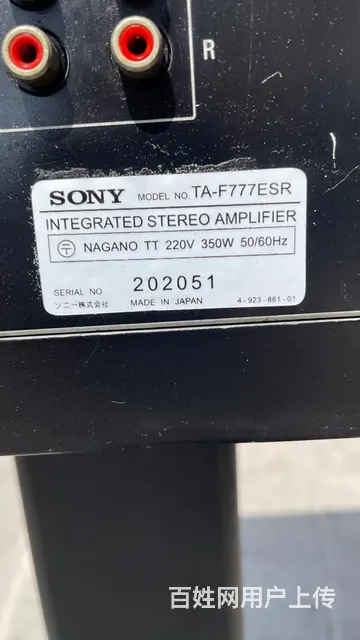 R
SONY MODEL NO. TA-F777ESR
INTEGRATED STEREO AMPLIFIER
〒 NAGANO TT 220V 350W 50/60Hz
SERIAL NO. 202051
ソニー株式会社 MADE IN JAPAN 4-923-861-01
百姓网用户上传